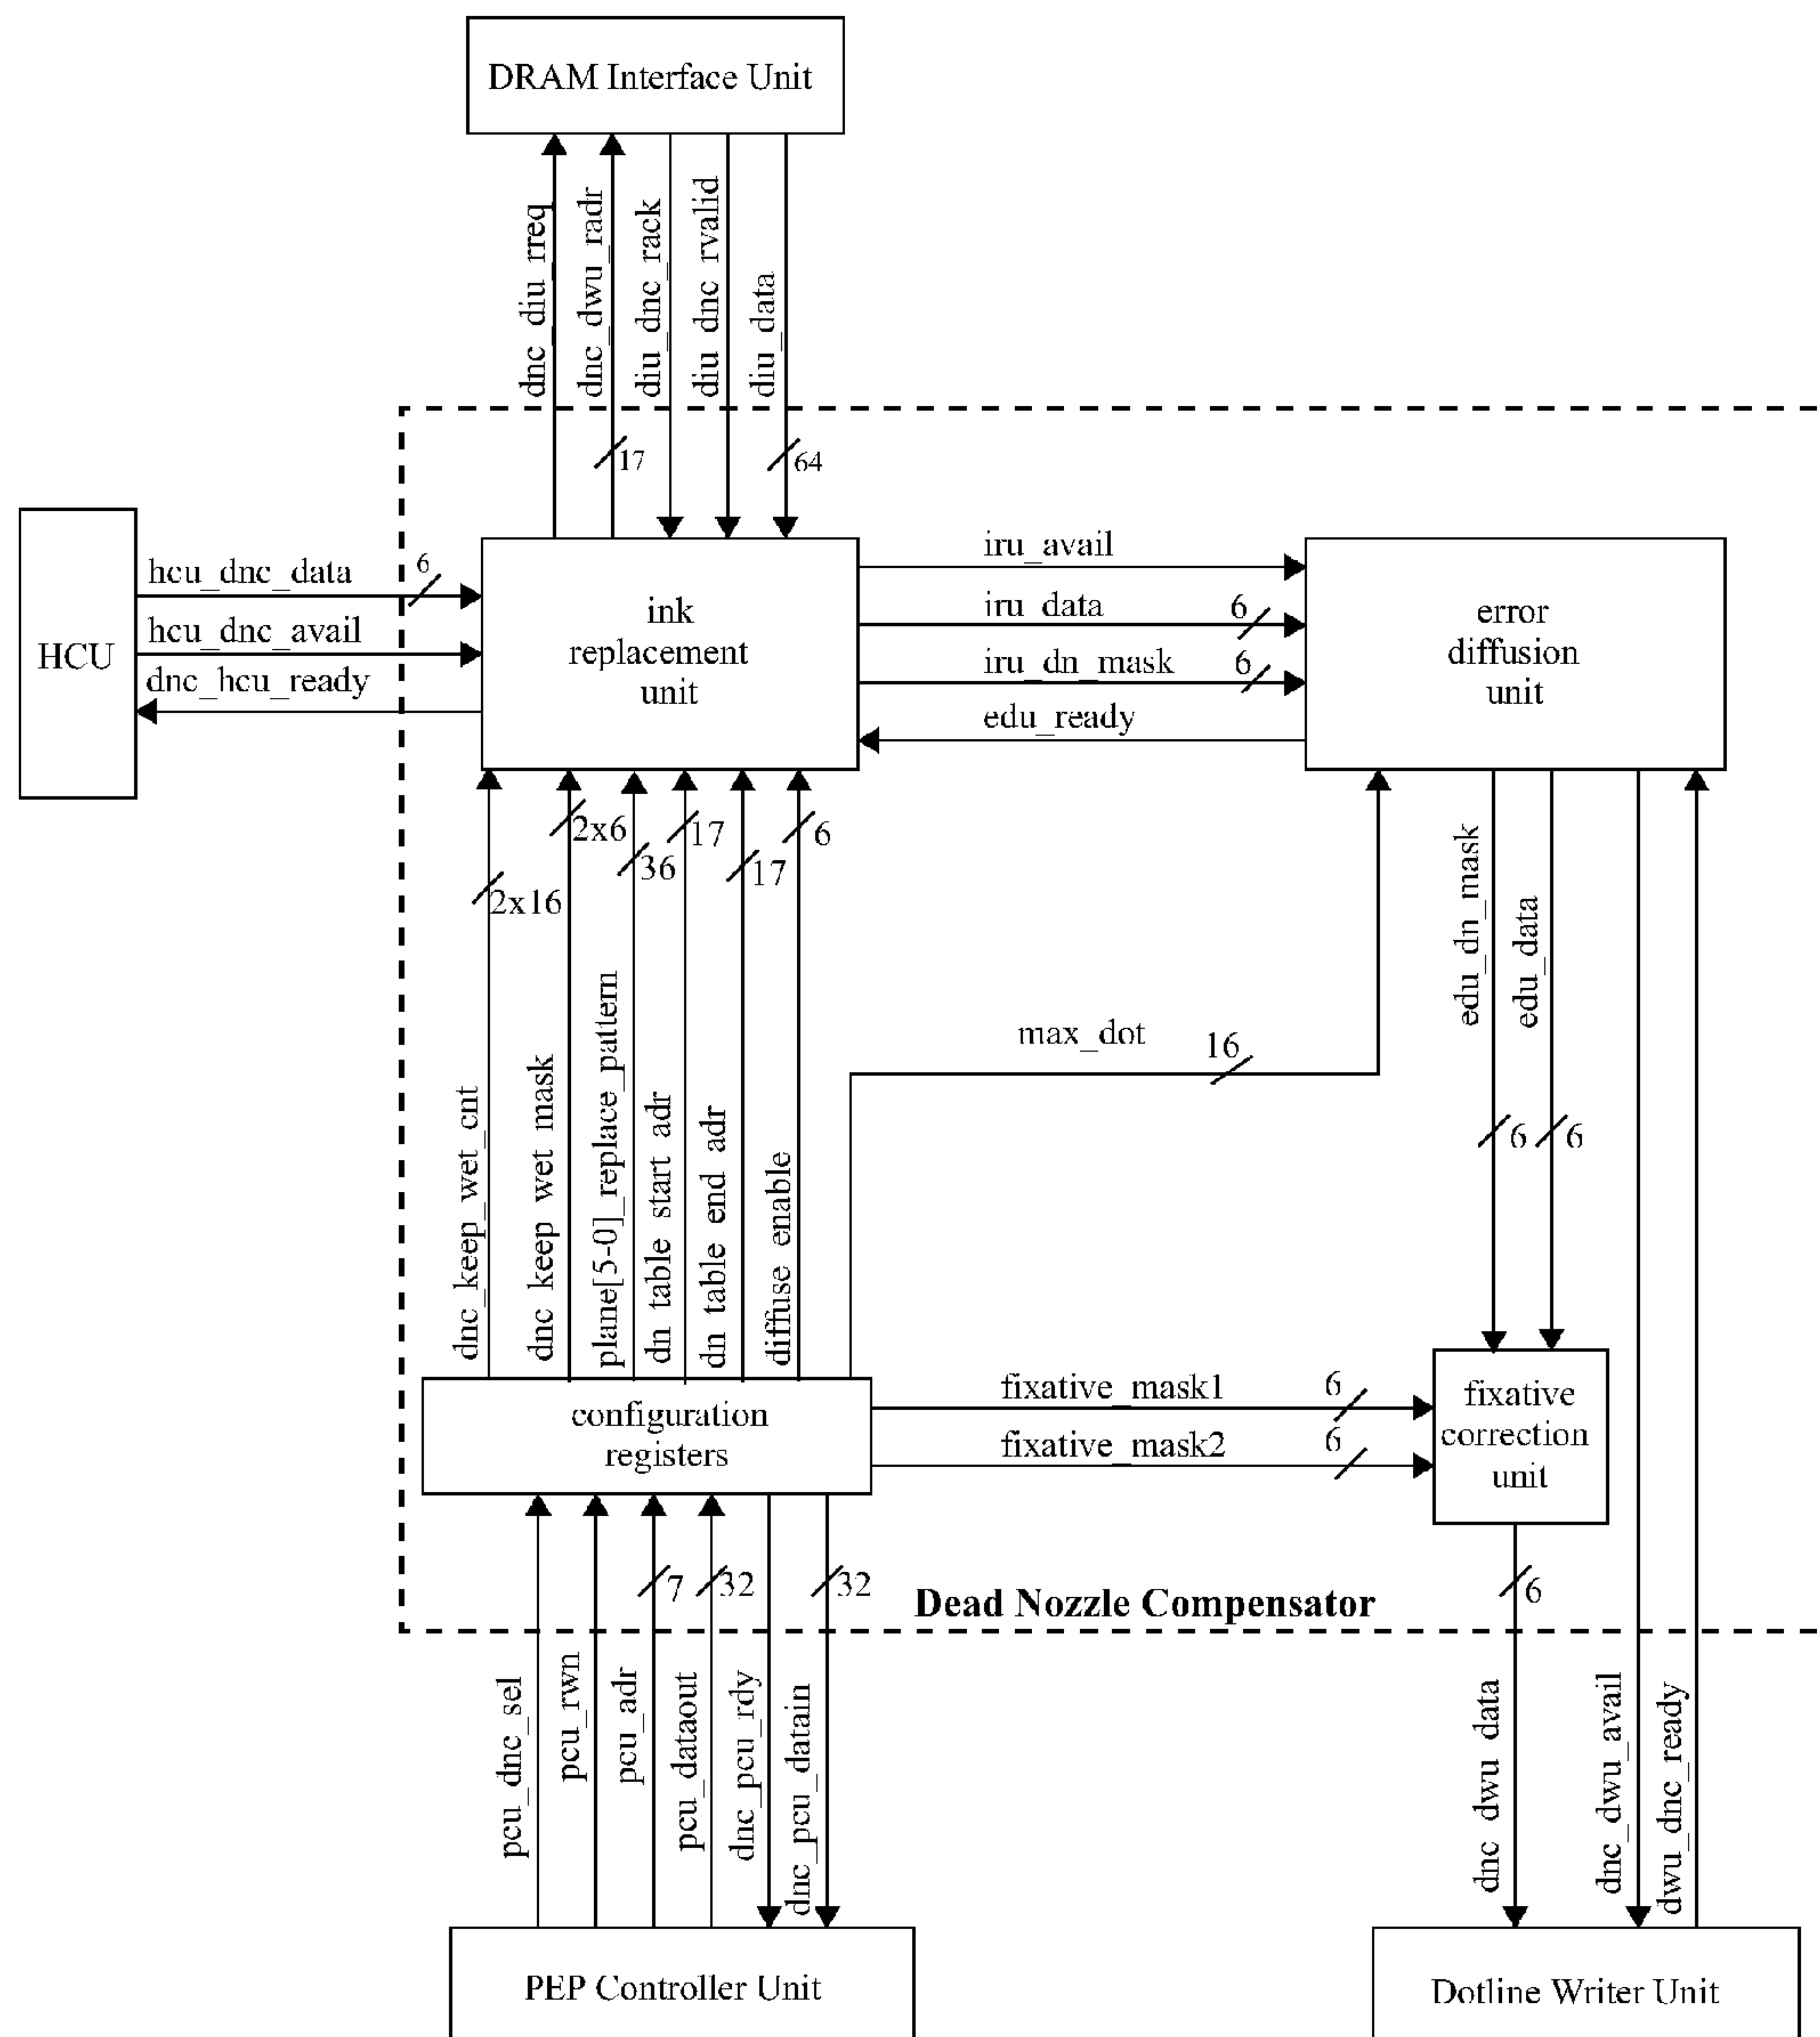 DRAM Interface Unit
dnc_diu_rreq
dnc_dwu_radr
diu_dnc_rack
diu_dnc_rvalid
diu_data
17
64
HCU
hcu_dnc_data
6
hcu_dnc_avail
dnc_hcu_ready
ink
replacement
unit
iru_avail
iru_data
6
iru_dn_mask
6
edu_ready
error
diffusion
unit
2x16
2x6
36
17
17
6
dnc_keep_wet_cnt
dnc_keep_wet_mask
plane[5-0]_replace_pattern
dn_table_start_adr
dn_table_end_adr
diffuse_enable
max_dot
16
edu_dn_mask
edu_data
6
6
configuration
registers
fixative_mask1
6
fixative_mask2
6
fixative
correction
unit
7
32
32
6
Dead Nozzle Compensator
pcu_dnc_sel
pcu_rwn
pcu_adr
pcu_dataout
dnc_pcu_rdy
dnc_pcu_datain
dnc_dwu_data
dnc_dwu_avail
dwu_dnc_ready
PEP Controller Unit
Dotline Writer Unit